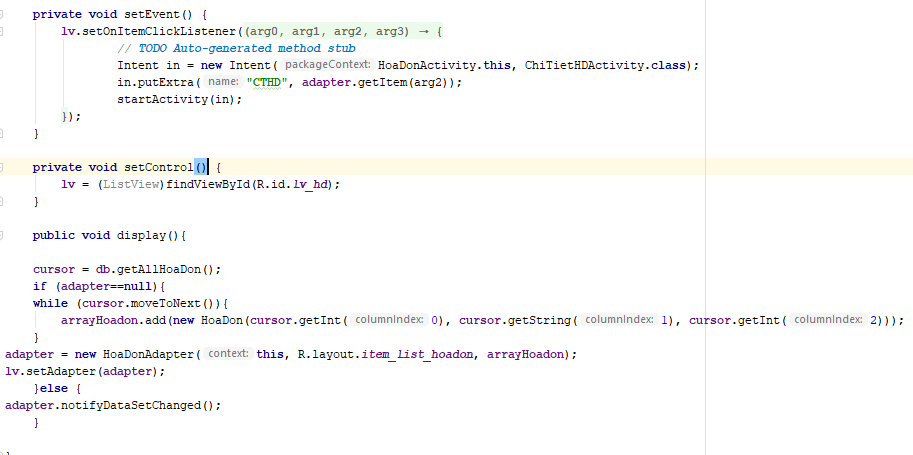 private void setEvent() {
lv.setOnItemClickListener((arg0, arg1, arg2, arg3) → {
// TODO Auto-generated method stub
Intent in = new Intent( packageContext: HoaDonActivity.this, ChiTietHDActivity.class);
in.putExtra( name: "CTHD", adapter.getItem(arg2));
startActivity(in);
});
}
private void setControl() {
lv = (ListView)findViewById(R.id.lv_hd);
}
public void display(){
cursor = db.getAllHoaDon();
if (adapter==null){
while (cursor.moveToNext()){
arrayHoadon.add(new HoaDon(cursor.getInt( columnIndex: 0), cursor.getString( columnIndex: 1), cursor.getInt( columnIndex: 2)));
}
adapter = new HoaDonAdapter( context: this, R.layout.item_list_hoadon, arrayHoadon);
lv.setAdapter(adapter);
}else {
adapter.notifyDataSetChanged();
}